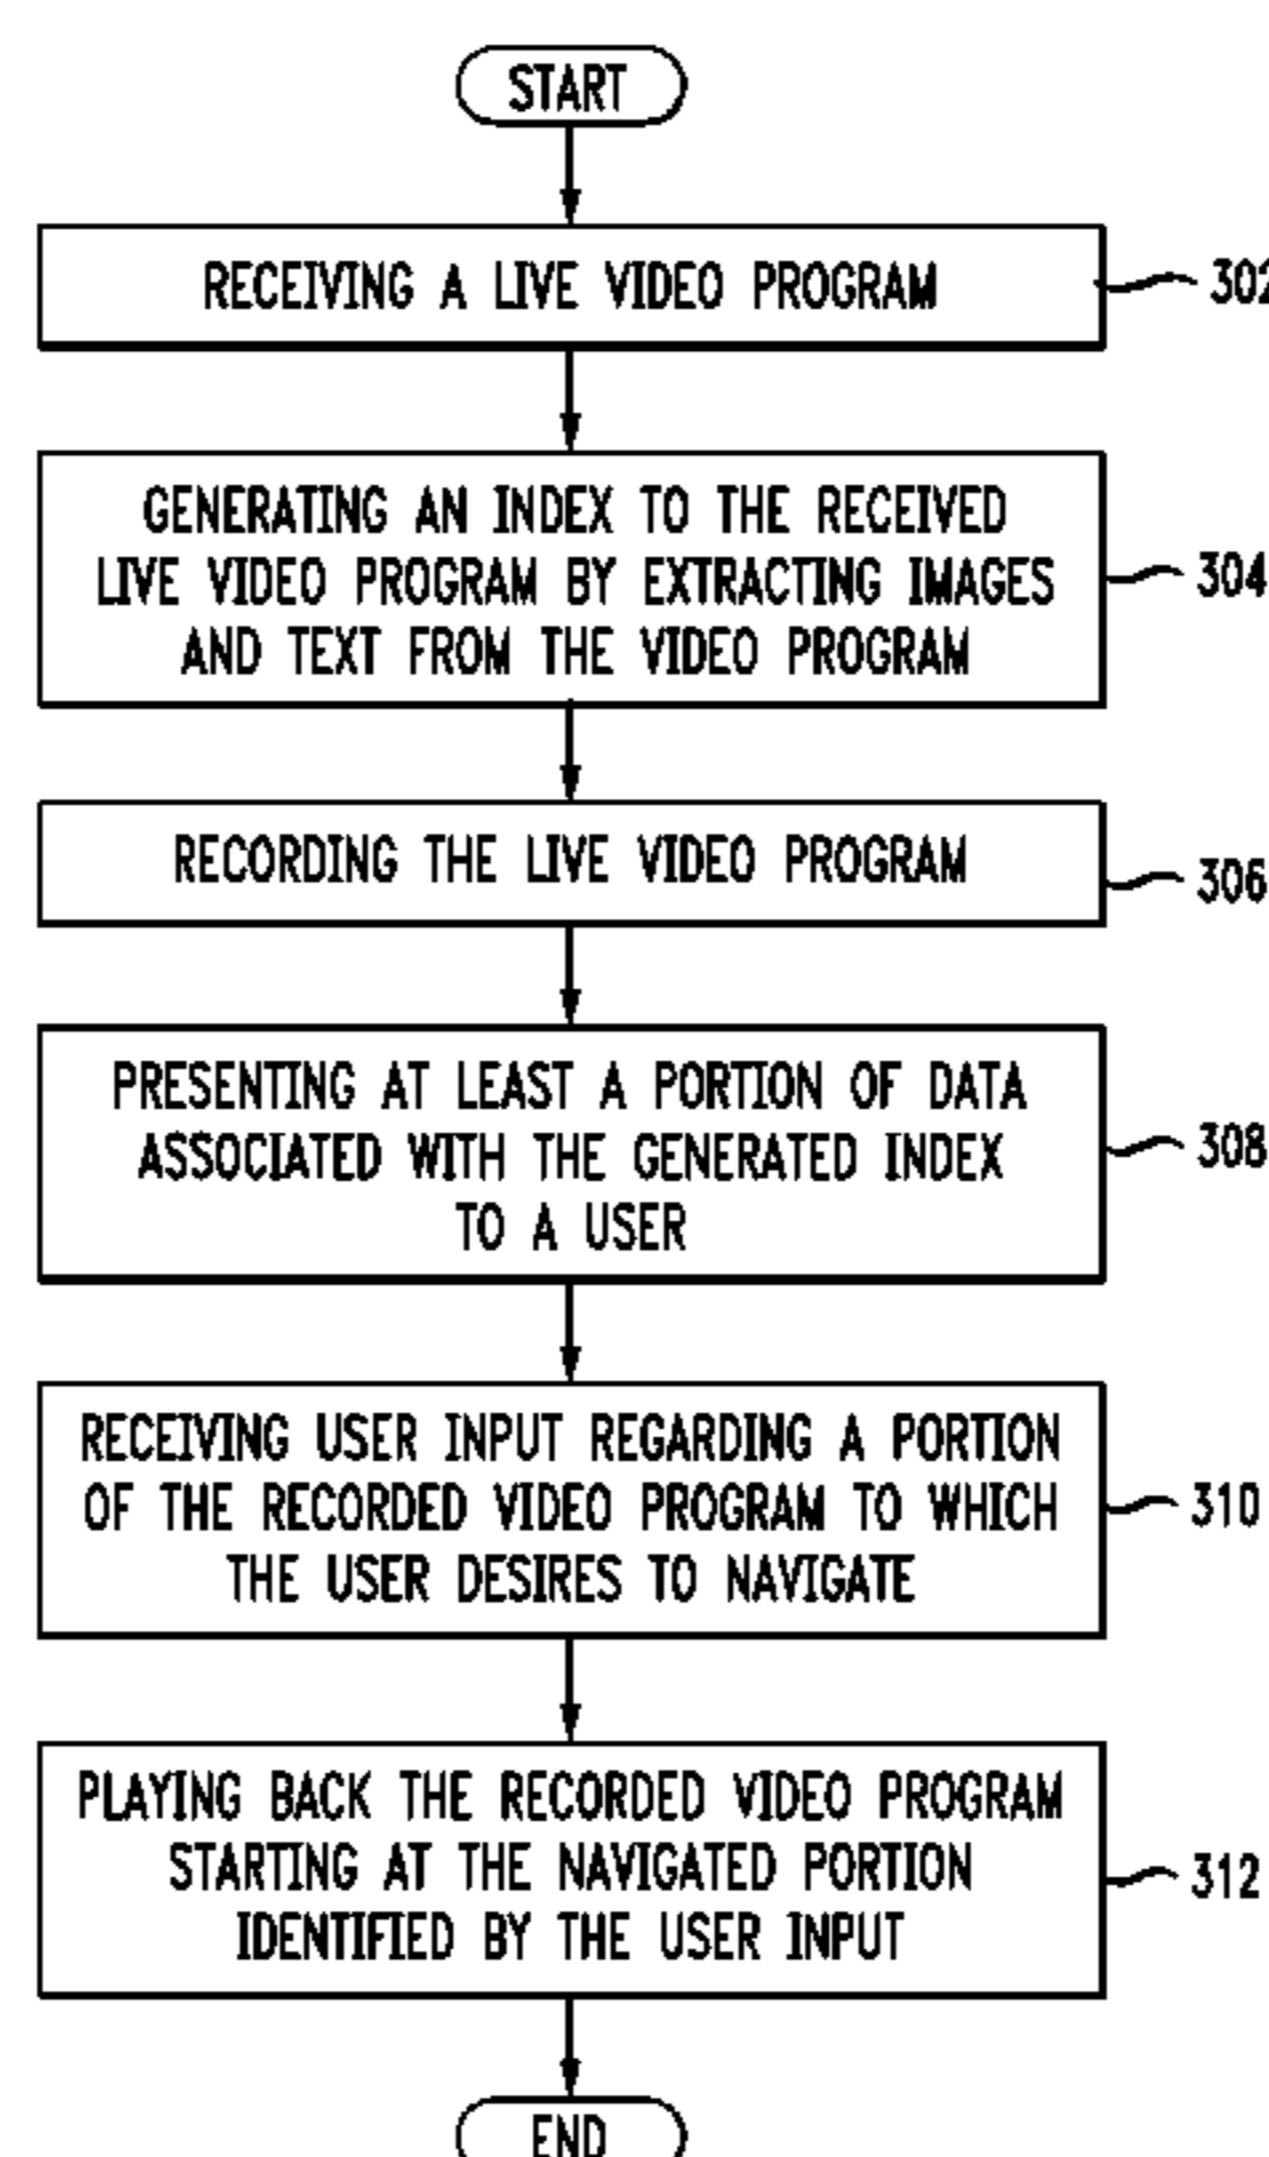 START
RECEIVING A LIVE VIDEO PROGRAM
302
GENERATING AN INDEX TO THE RECEIVED
LIVE VIDEO PROGRAM BY EXTRACTING IMAGES
AND TEXT FROM THE VIDEO PROGRAM
304
RECORDING THE LIVE VIDEO PROGRAM
306
PRESENTING AT LEAST A PORTION OF DATA
ASSOCIATED WITH THE GENERATED INDEX
TO A USER
308
RECEIVING USER INPUT REGARDING A PORTION
OF THE RECORDED VIDEO PROGRAM TO WHICH
THE USER DESIRES TO NAVIGATE
310
PLAYING BACK THE RECORDED VIDEO PROGRAM
STARTING AT THE NAVIGATED PORTION
IDENTIFIED BY THE USER INPUT
312
END